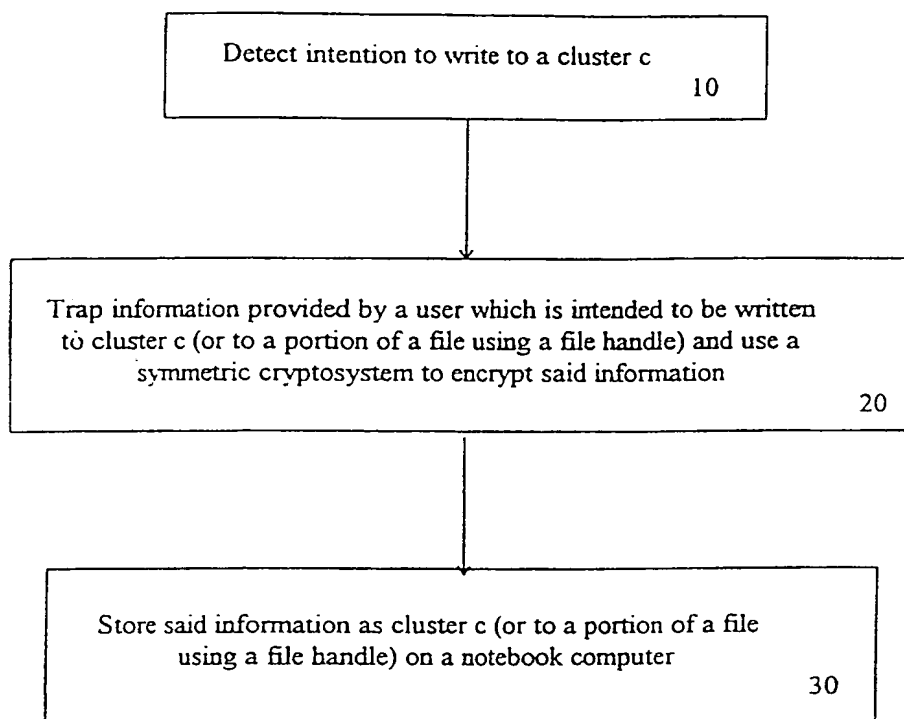 Detect intention to write to a cluster c
10
Trap information provided by a user which is intended to be written
to cluster c (or to a portion of a file using a file handle) and use a
symmetric cryptosystem to encrypt said information
20
Store said information as cluster c (or to a portion of a file
using a file handle) on a notebook computer
30